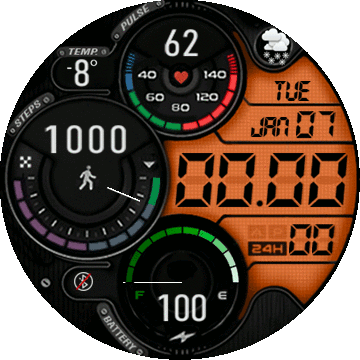 PULSE
62
40 140
60 120
80
TEMP.
-8°
TUE
JAN 07
STEPS
1000
00.00
A P
24H 00
F E
100
BATTERY